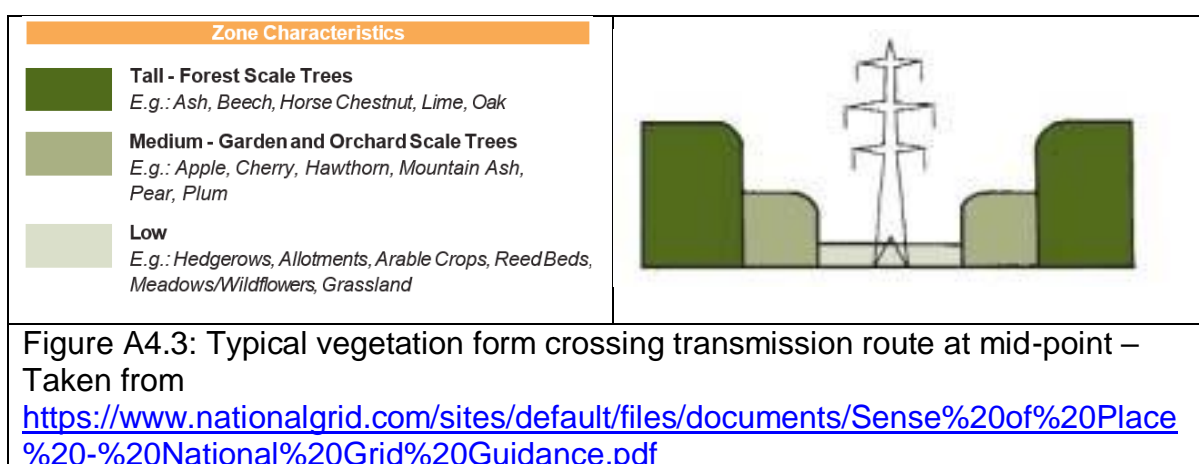 Zone Characteristics
Tall - Forest Scale Trees
E.g.: Ash, Beech, Horse Chestnut, Lime, Oak
Medium - Garden and Orchard Scale Trees
E.g.: Apple, Cherry, Hawthorn, Mountain Ash,
Pear, Plum
Low
E.g.: Hedgerows, Allotments, Arable Crops, Reed Beds,
Meadows/Wildflowers, Grassland
Figure A4.3: Typical vegetation form crossing transmission route at mid-point –
Taken from
https://www.nationalgrid.com/sites/default/files/documents/Sense%20of%20Place
%20-%20National%20Grid%20Guidance.pdf